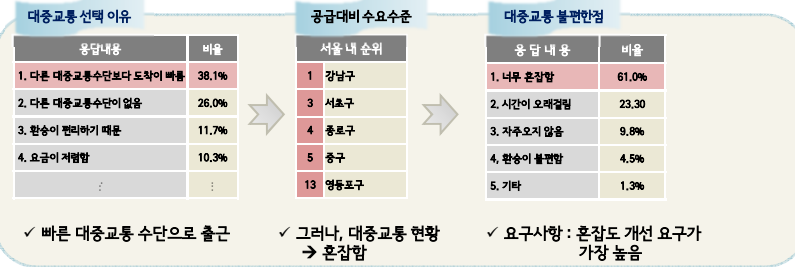 대중교통 선택 이유
응답내용 비율
1. 다른 대중교통수단보다 도착이 빠름 38.1%
2. 다른 대중교통수단이 없음 26.0%
3. 환승이 편리하기 때문 11.7%
4. 요금이 저렴함 10.3%
⋮ ⋮
✓ 빠른 대중교통 수단으로 출근
공급대비 수요수준
서울 내 순위
1 강남구
3 서초구
4 종로구
5 중구
13 영등포구
✓ 그러나, 대중교통 현황
→ 혼잡함
대중교통 불편한점
응 답 내 용 비율
1. 너무 혼잡함 61.0%
2. 시간이 오래걸림 23.30
3. 자주오지 않음 9.8%
4, 환승이 불편함 4.5%
5. 기타 1.3%
✓ 요구사항 : 혼잡도 개선 요구가
가장 높음